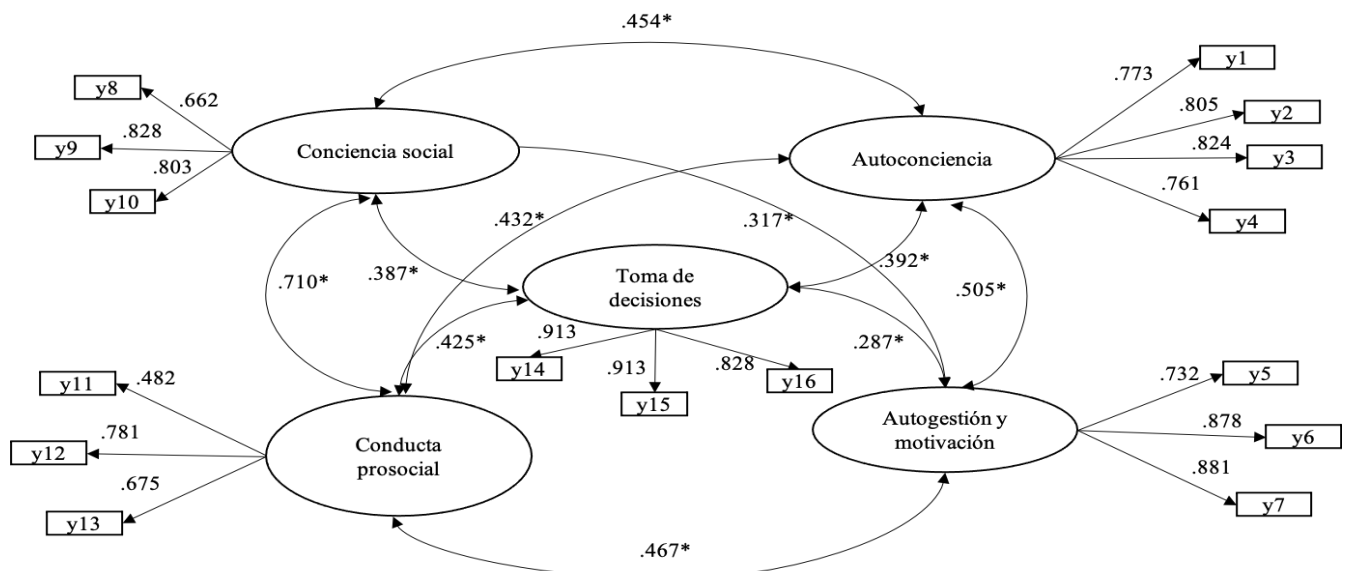 .454*
y8
.662
y9
.828
y10
.803
Conciencia social
Autoconciencia
.773
y1
.805
y2
.824
y3
.761
y4
.432*
.317*
.710*
.387*
.392*
.505*
Toma de
decisiones
.425*
.287*
.913
y14
.913
y15
.828
y16
y11
.482
y12
.781
y13
.675
Conducta
prosocial
Autogestión y
motivación
.732
y5
.878
y6
.881
y7
.467*